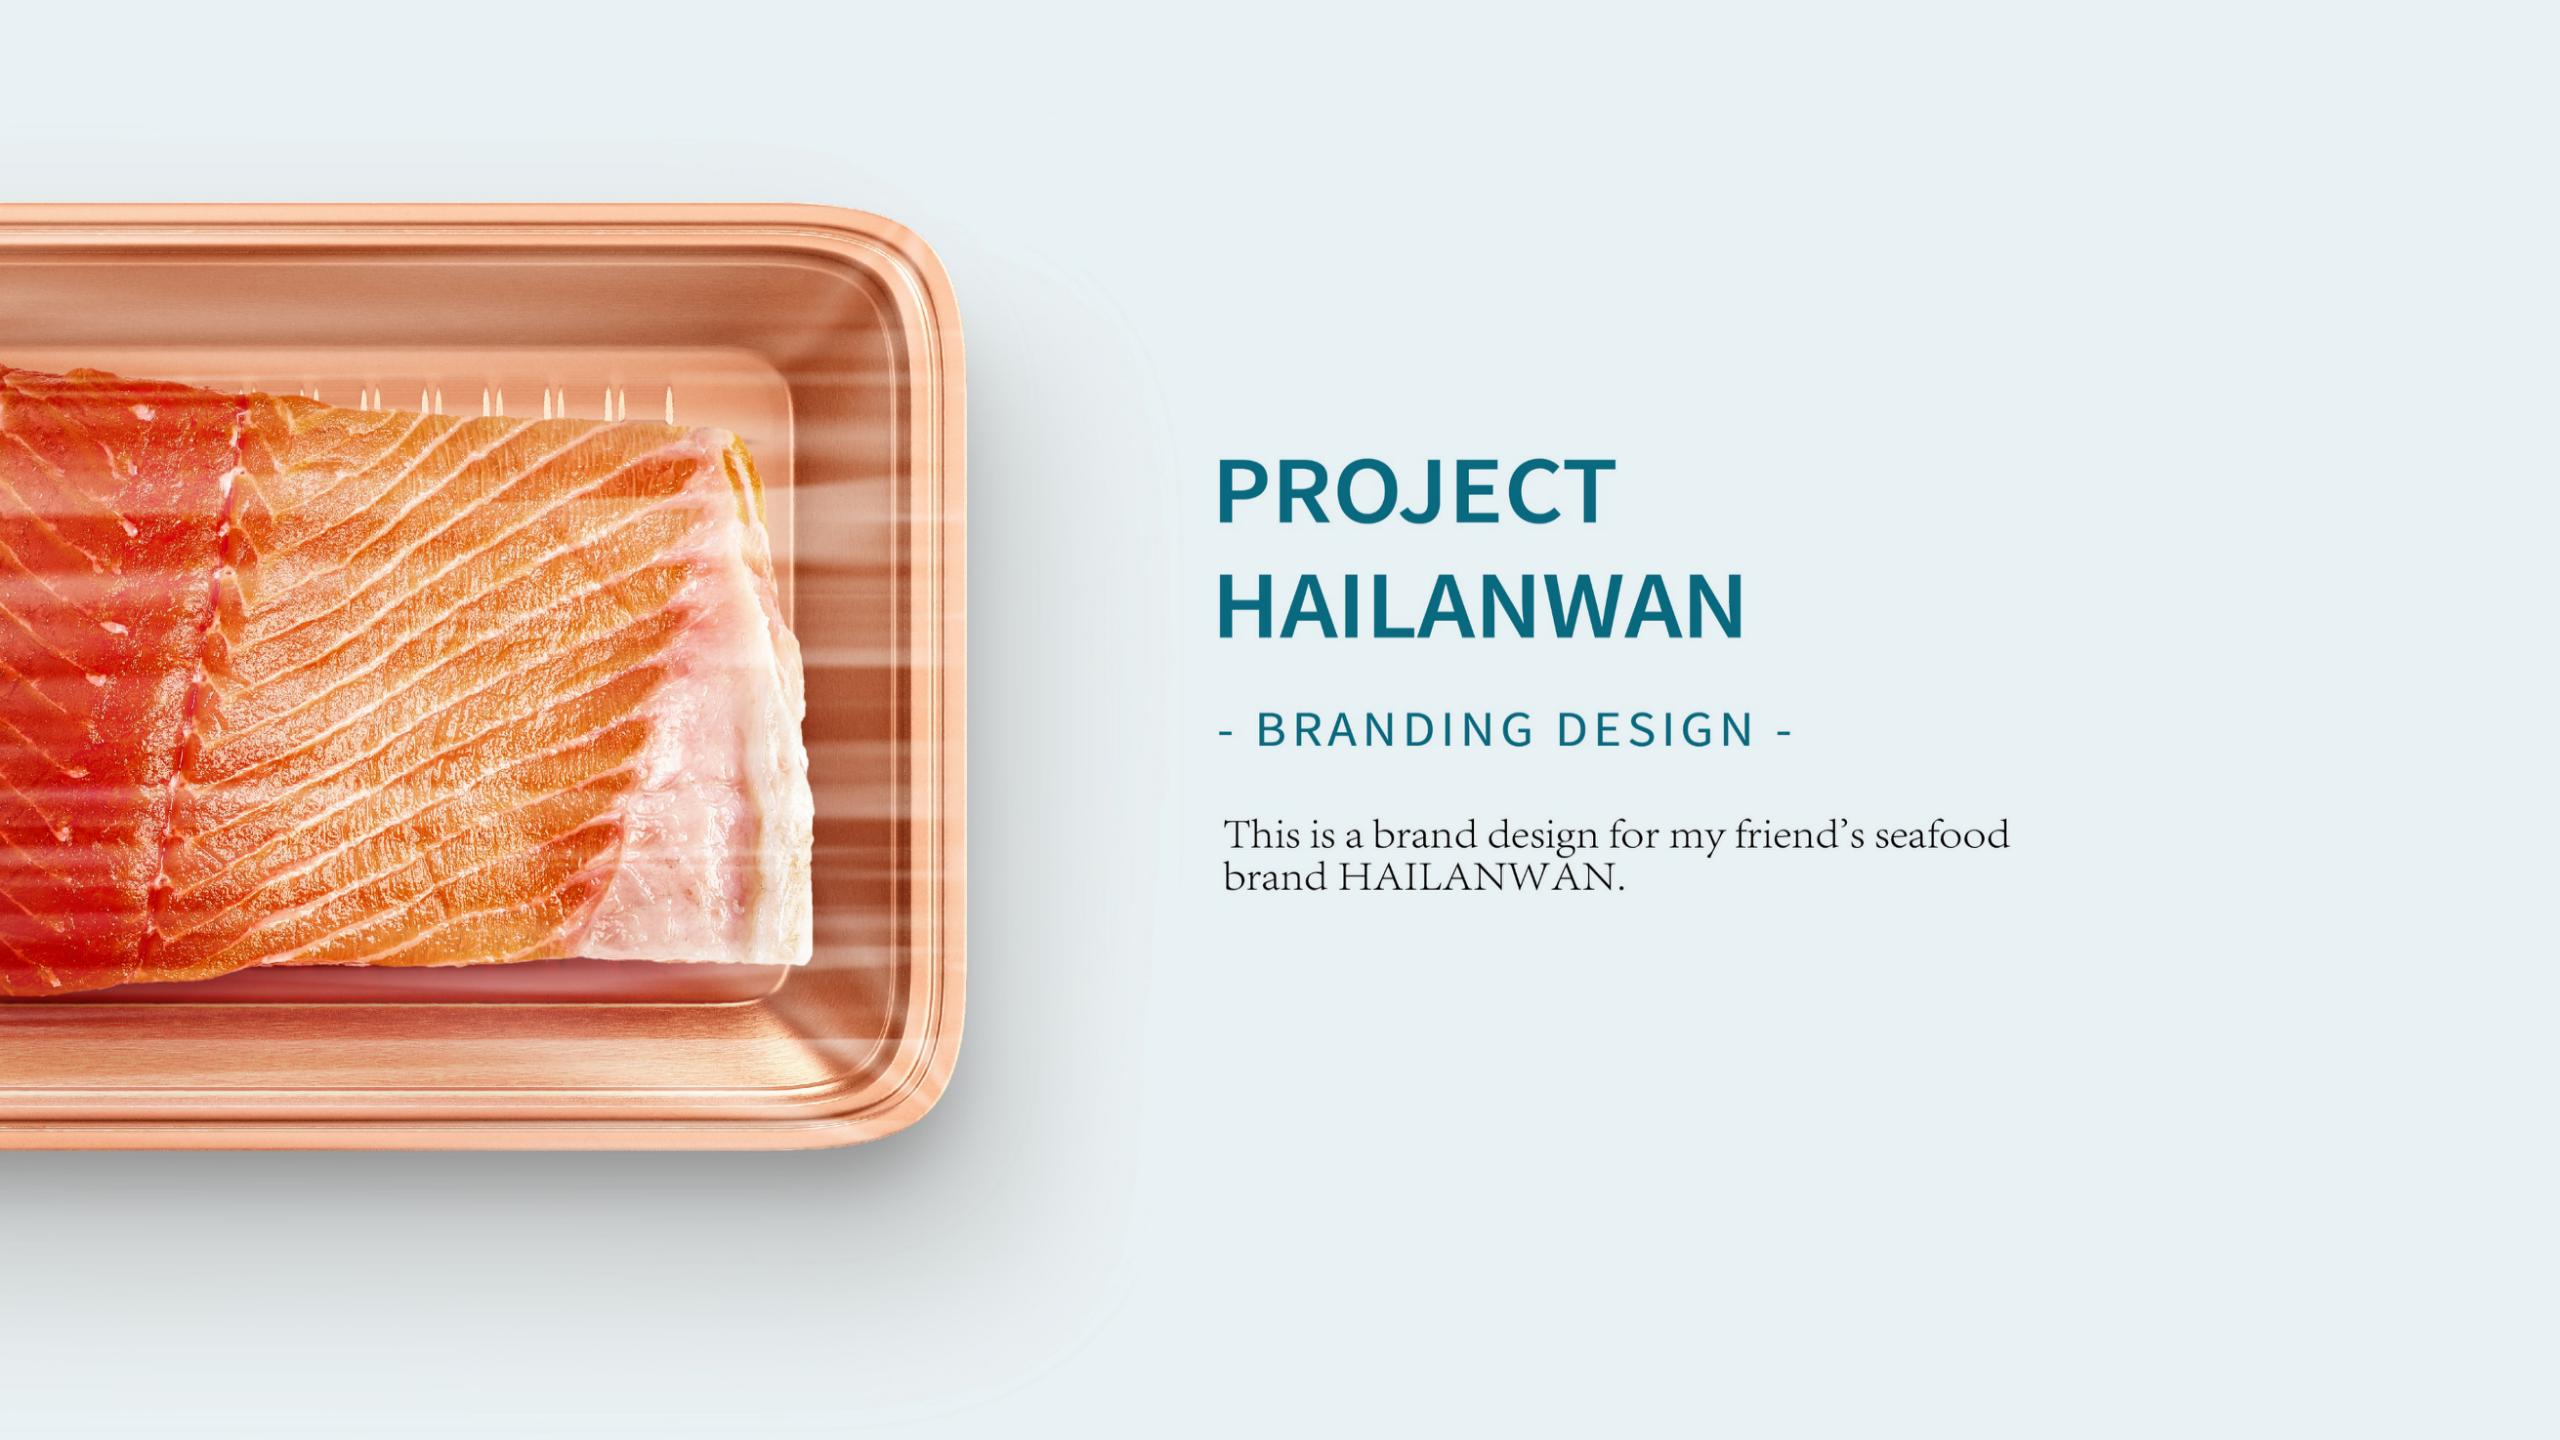 PROJECT
HAILANWAN
- BRANDING DESIGN -
This is a brand design for my friend’s seafood
brand HAILANWAN.